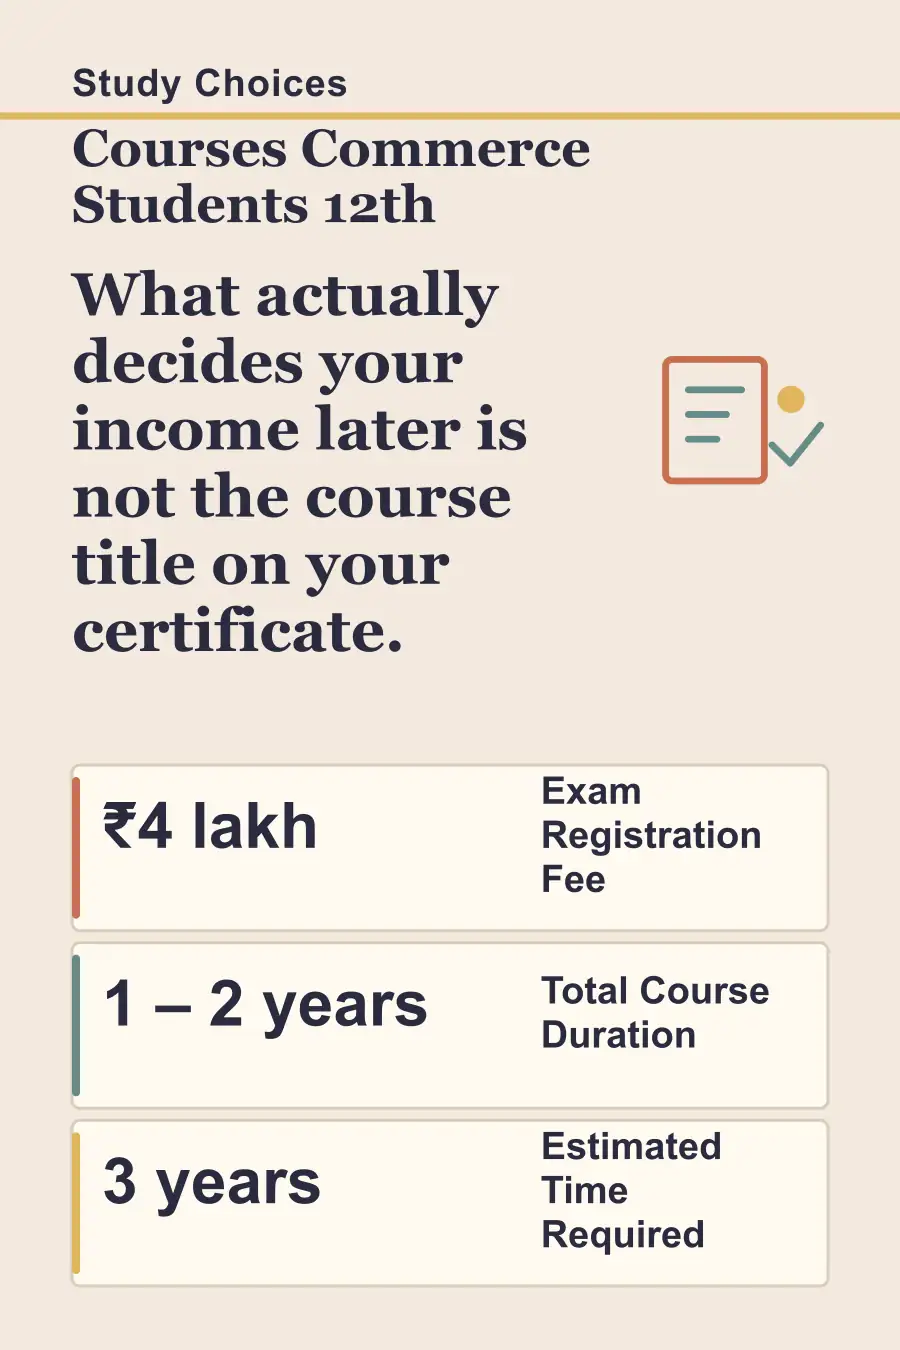 Study Choices
Courses Commerce
Students 12th
What actually
decides your
income later is
not the course
title on your
certificate.
₹4 lakh
Exam
Registration
Fee
1 – 2 years
Total Course
Duration
3 years
Estimated
Time
Required